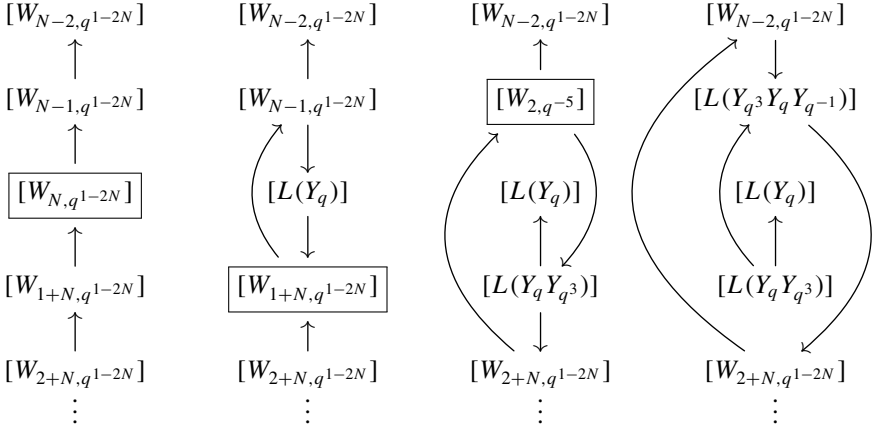 [W_{N−2,q^{1−2N}}] [W_{N−2,q^{1−2N}}] [W_{N−2,q^{1−2N}}] [W_{N−2,q^{1−2N}}]
[W_{N−1,q^{1−2N}}] [W_{N−1,q^{1−2N}}] [W_{2,q^{−5}}] [L(Y_{q^3}Y_qY_{q^{−1}})]
[W_{N,q^{1−2N}}] [L(Y_q)] [L(Y_q)] [L(Y_q)]
[W_{1+N,q^{1−2N}}] [W_{1+N,q^{1−2N}}] [L(Y_qY_{q^3})] [L(Y_qY_{q^3})]
[W_{2+N,q^{1−2N}}] [W_{2+N,q^{1−2N}}] [W_{2+N,q^{1−2N}}] [W_{2+N,q^{1−2N}}]
⋮ ⋮ ⋮ ⋮